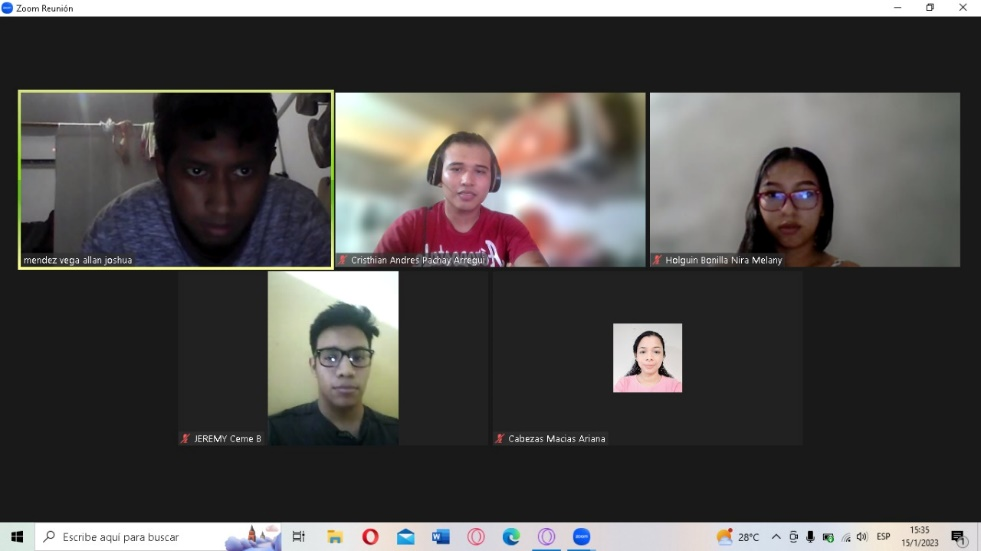 Zoom Reunión
mendez vega allan joshua
Cristhian Andres Pachay Arregui
Holguin Bonilla Nira Melany
JEREMY Ceme B
Cabezas Macias Ariana
Escribe aquí para buscar
28°C
ESP
15:35
15/1/2023